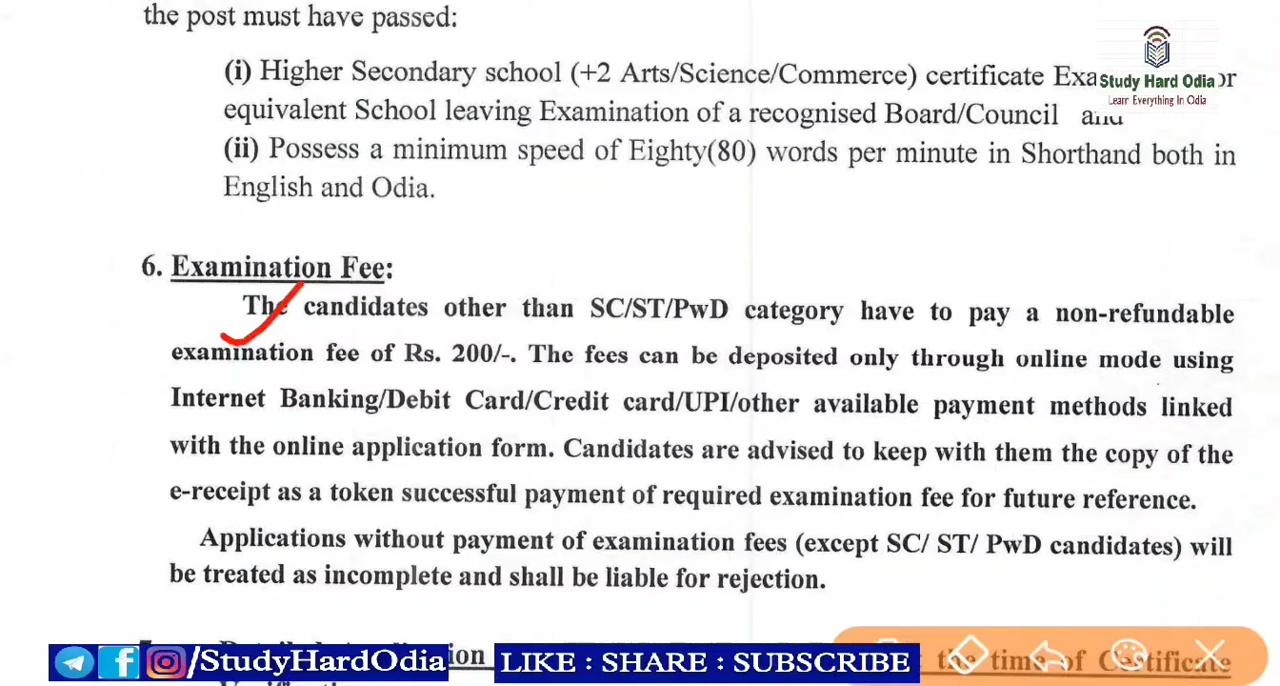 the post must have passed:
(i) Higher Secondary school (+2 Arts/Science/Commerce) certificate
Study Hard Odia
Learn Everything In Odia
equivalent School leaving Examination of a recognised Board/Council and
(ii) Possess a minimum speed of Eighty(80) words per minute in Shorthand both in
English and Odia.
6. Examination Fee:
The candidates other than SC/ST/PwD category have to pay a non-refundable
examination fee of Rs. 200/-. The fees can be deposited only through online mode using
Internet Banking/Debit Card/Credit card/UPI/other available payment methods linked
with the online application form. Candidates are advised to keep with them the copy of the
e-receipt as a token successful payment of required examination fee for future reference.
Applications without payment of examination fees (except SC/ ST/ PwD candidates) will
be treated as incomplete and shall be liable for rejection.
the time of Certificate
/StudyHardOdia
LIKE : SHARE : SUBSCRIBE